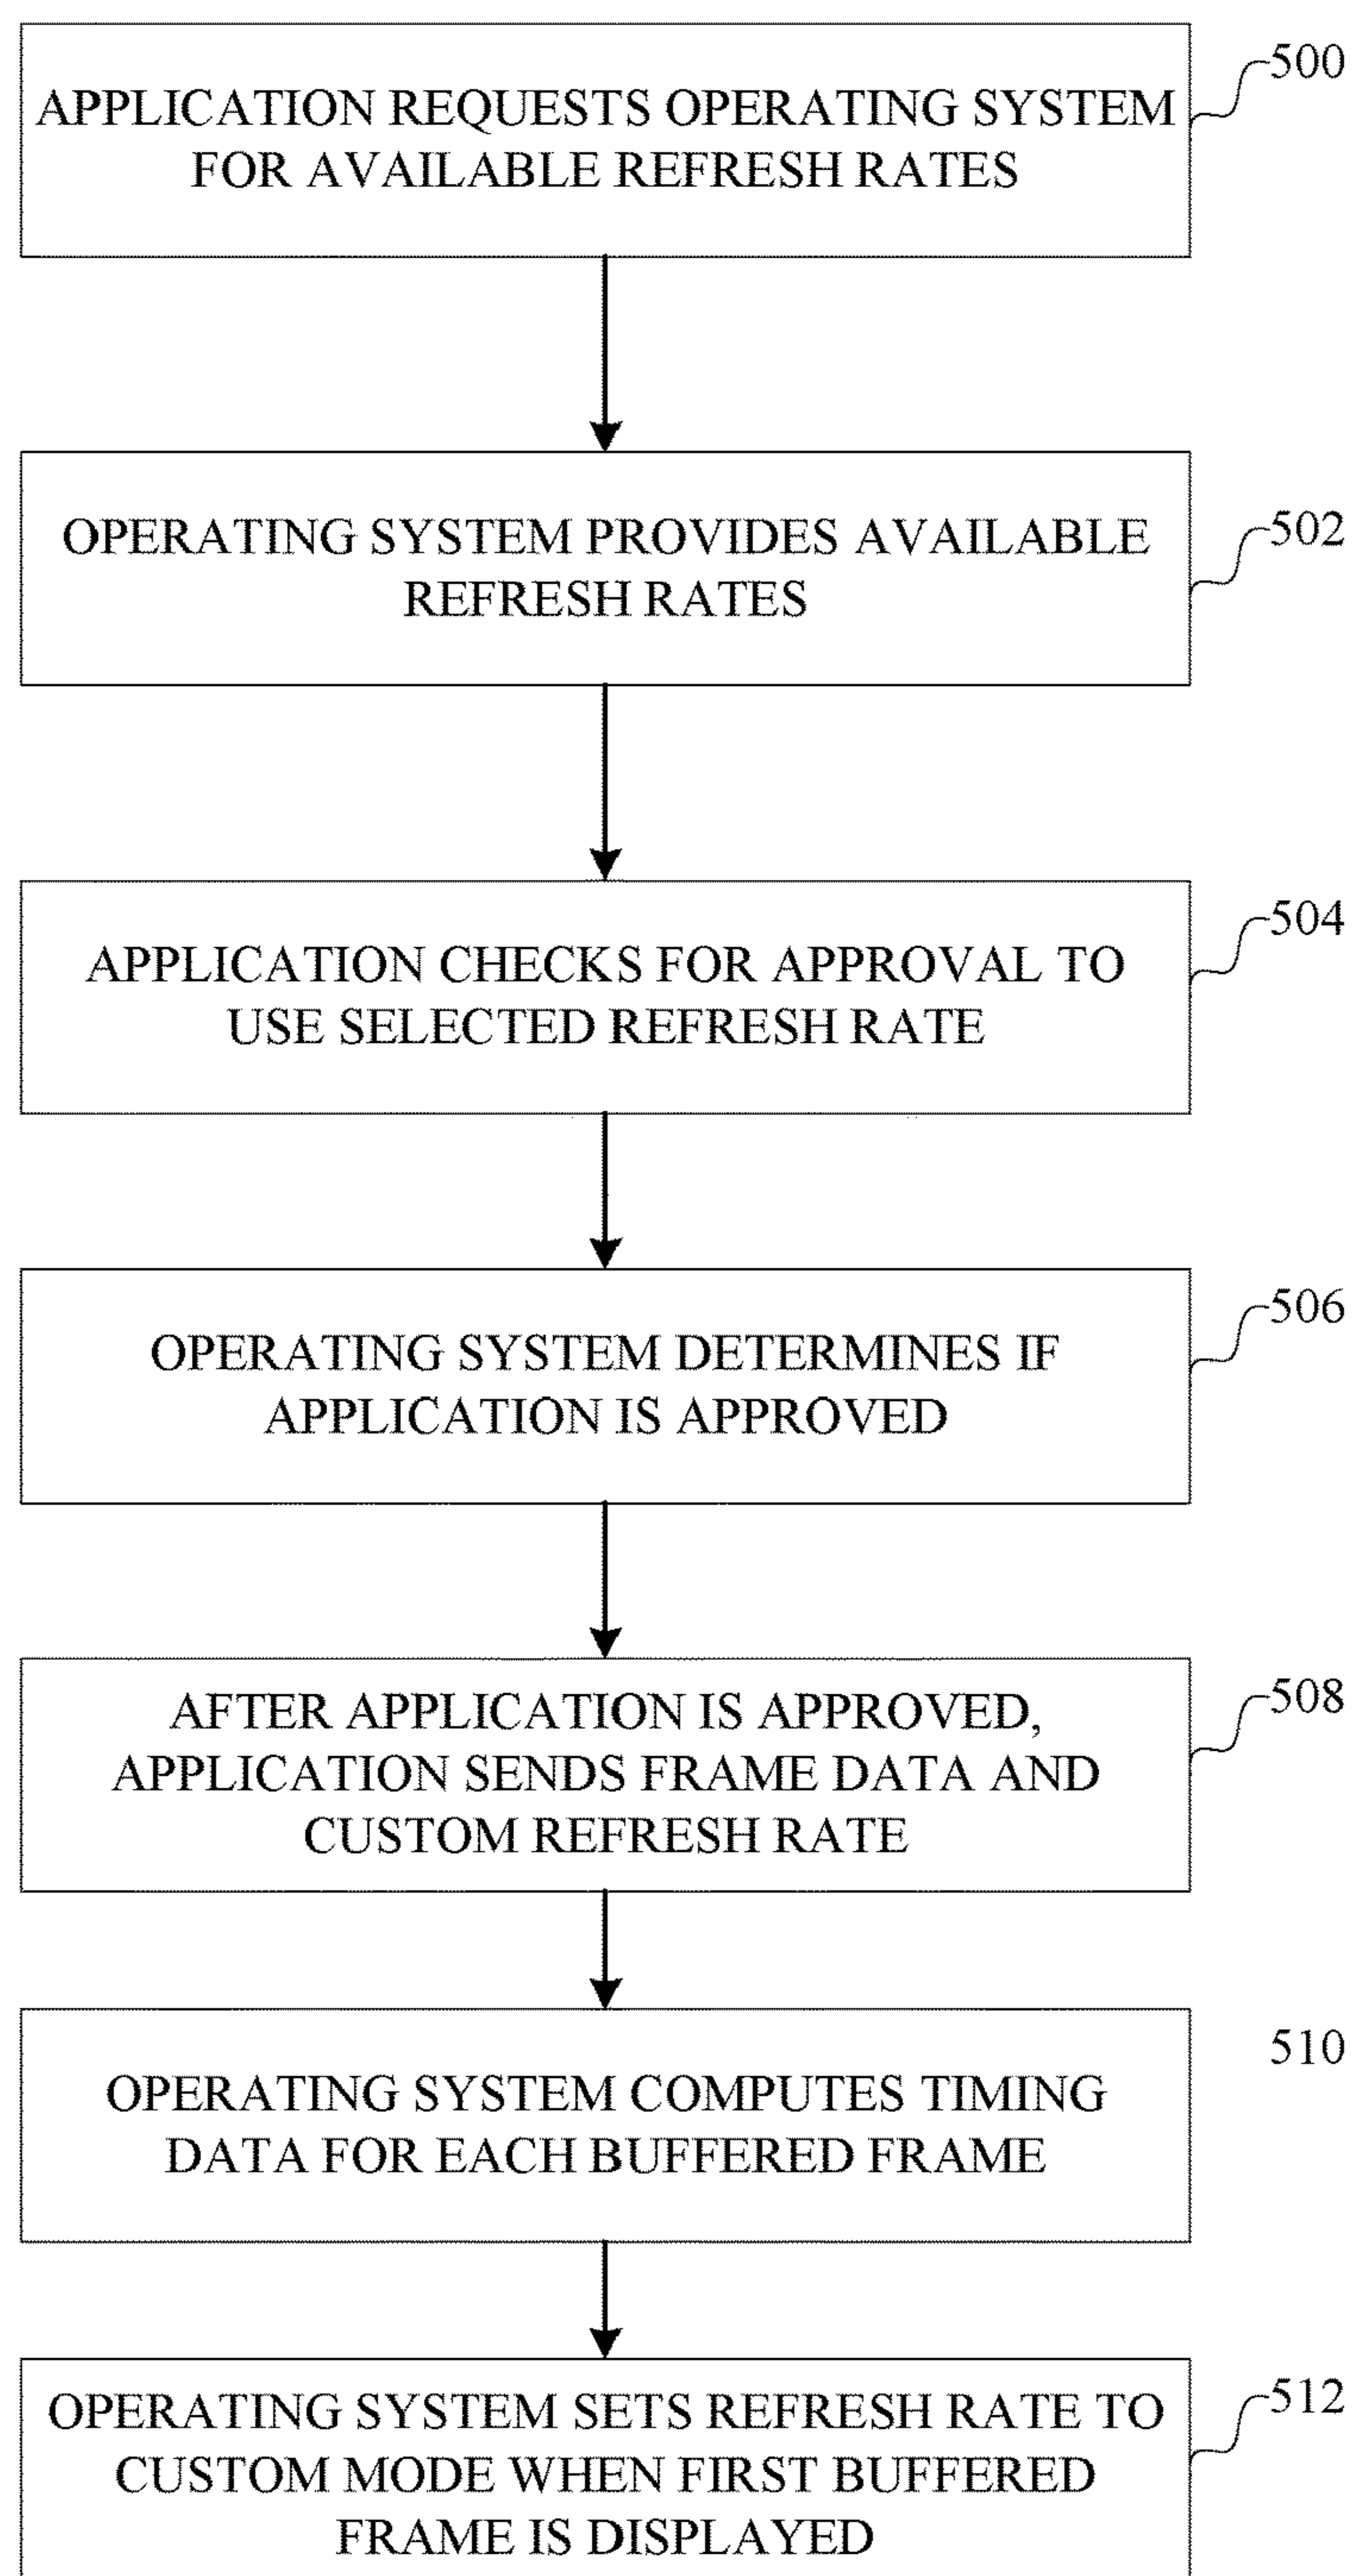 APPLICATION REQUESTS OPERATING SYSTEM
FOR AVAILABLE REFRESH RATES
500
OPERATING SYSTEM PROVIDES AVAILABLE
REFRESH RATES
502
APPLICATION CHECKS FOR APPROVAL TO
USE SELECTED REFRESH RATE
504
OPERATING SYSTEM DETERMINES IF
APPLICATION IS APPROVED
506
AFTER APPLICATION IS APPROVED,
APPLICATION SENDS FRAME DATA AND
CUSTOM REFRESH RATE
508
OPERATING SYSTEM COMPUTES TIMING
DATA FOR EACH BUFFERED FRAME
510
OPERATING SYSTEM SETS REFRESH RATE TO
CUSTOM MODE WHEN FIRST BUFFERED
FRAME IS DISPLAYED
512